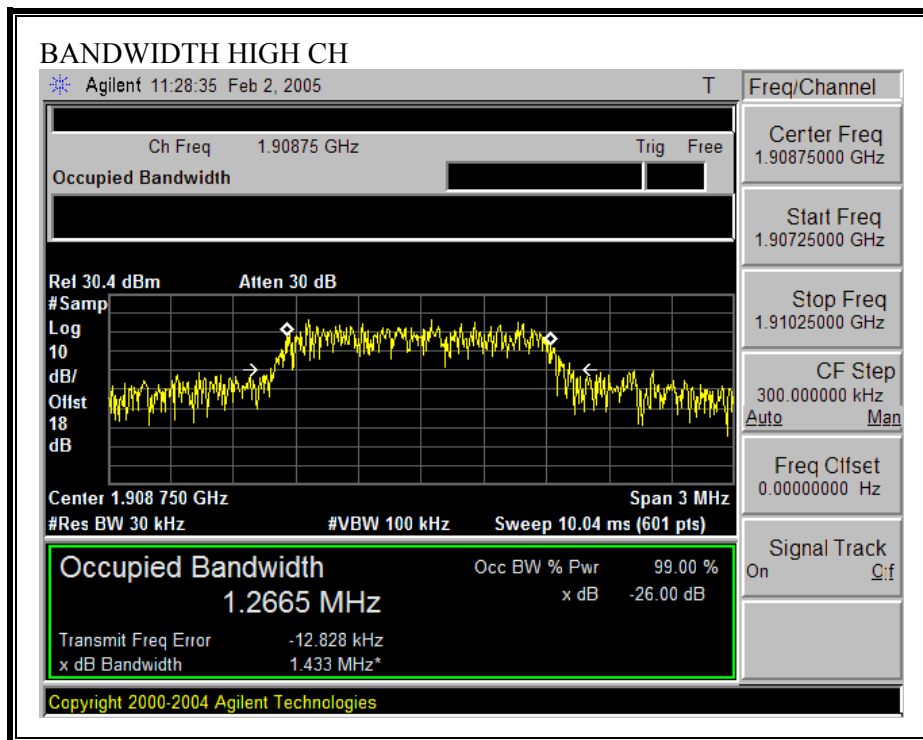 BANDWIDTH HIGH CH
Agilent 11:28:35 Feb 2, 2005 T
Freq/Channel
Ch Freq 1.90875 GHz Trig Free
Occupied Bandwidth
Center Freq
1.90875000 GHz
Start Freq
1.90725000 GHz
Stop Freq
1.91025000 GHz
CF Step
300.000000 kHz
Auto Man
Freq Offset
0.00000000 Hz
Signal Track
On Off
Ref 30.4 dBm Atten 30 dB
#Samp
Log
10
dB/
Offst
18
dB
Center 1.908 750 GHz Span 3 MHz
#Res BW 30 kHz #VBW 100 kHz Sweep 10.04 ms (601 pts)
Occupied Bandwidth Occ BW % Pwr 99.00 %
1.2665 MHz x dB -26.00 dB
Transmit Freq Error -12.828 kHz
x dB Bandwidth 1.433 MHz*
Copyright 2000-2004 Agilent Technologies